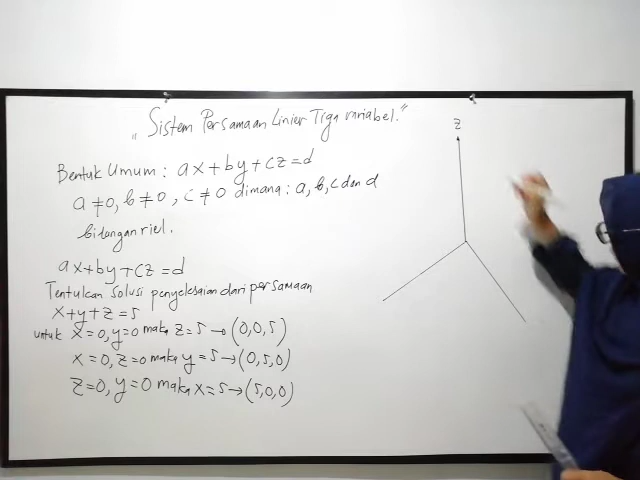 „Sistem Persamaan Linier Tiga variabel.”
Bentuk Umum: ax+by+cz=d
a≠0, b≠0, c≠0 dimana: a, b, c dan d
bilangan riel.
ax+by+cz=d
Tentukan solusi penyelesaian dari persamaan
x+y+z=5
untuk x=0, y=0 maka z=5→(0,0,5)
x=0, z=0 maka y=5→(0,5,0)
z=0, y=0 maka x=5→(5,0,0)
z